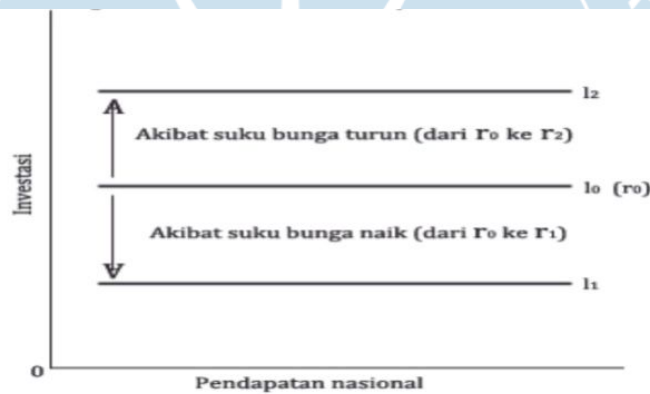 I₂
Akibat suku bunga turun (dari r₀ ke r₂)
Investasi
I₀ (r₀)
Akibat suku bunga naik (dari r₀ ke r₁)
I₁
0
Pendapatan nasional